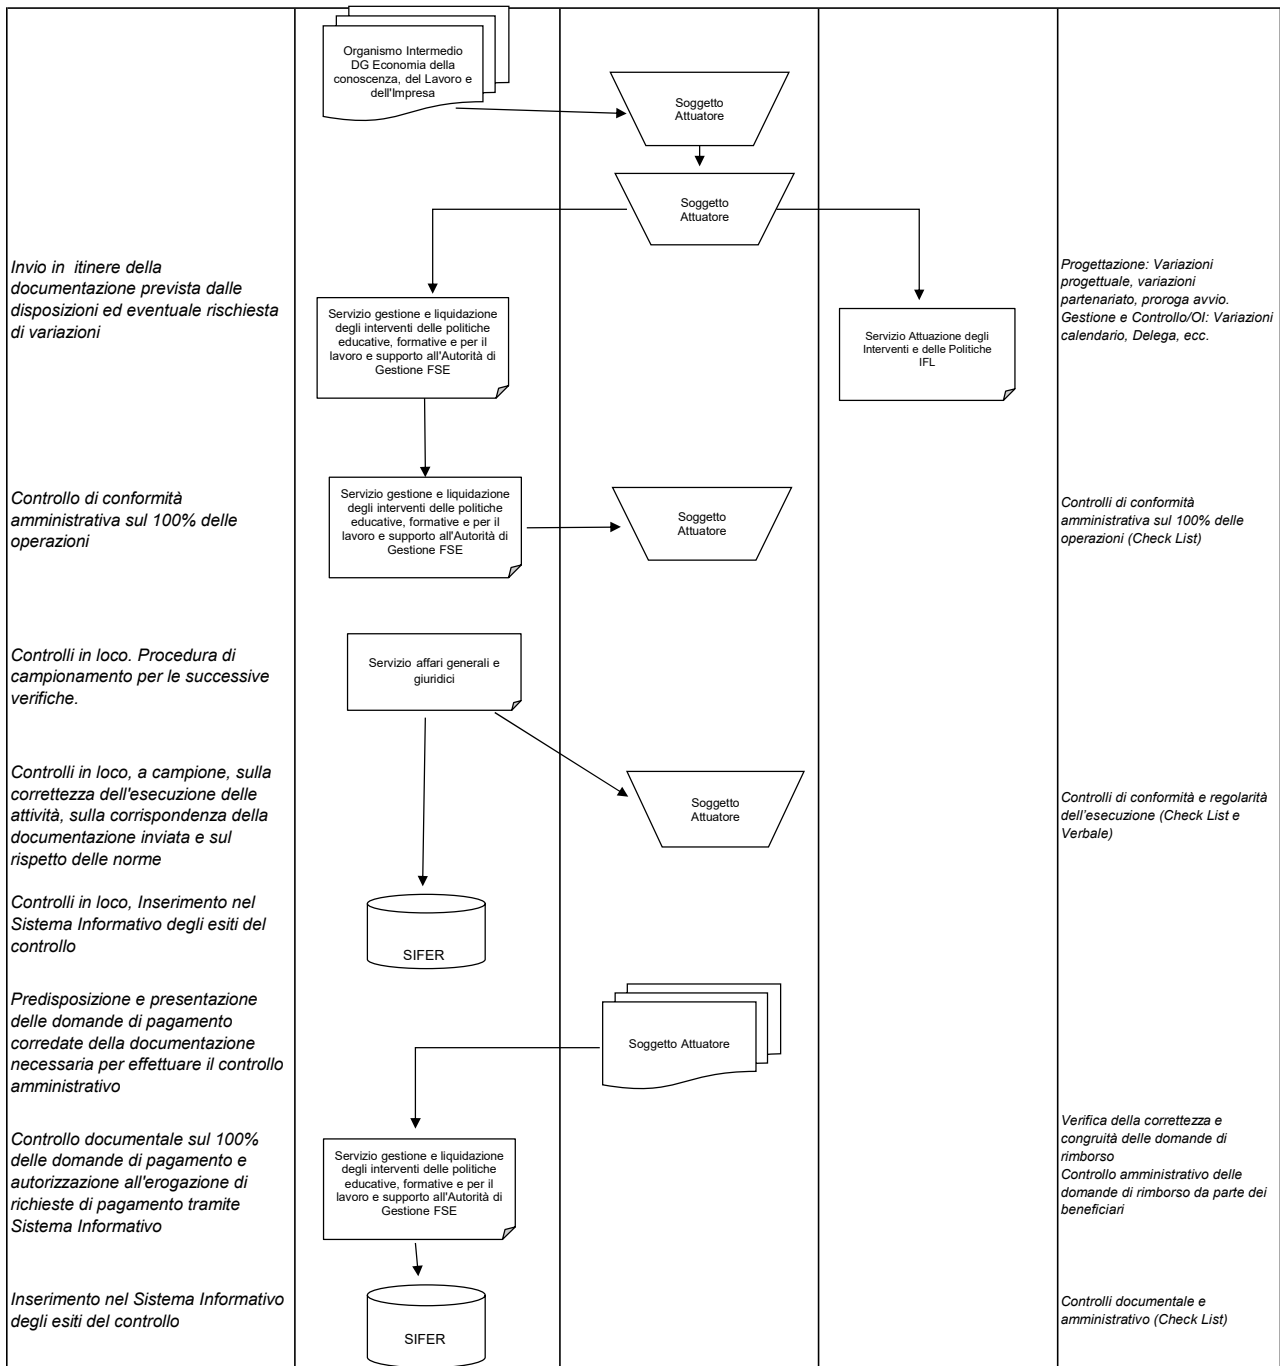 Organismo Intermedio
DG Economia della
conoscenza, del Lavoro e
dell'Impresa
Soggetto
Attuatore
Soggetto
Attuatore
Invio in  itinere della
documentazione prevista dalle
disposizioni ed eventuale rischiesta
di variazioni
Servizio gestione e liquidazione
degli interventi delle politiche
educative, formative e per il
lavoro e supporto all'Autorità di
Gestione FSE
Servizio Attuazione degli
Interventi e delle Politiche
IFL
Progettazione: Variazioni
progettuale, variazioni
partenariato, proroga avvio.
Gestione e Controllo/OI: Variazioni
calendario, Delega, ecc.
Controllo di conformità
amministrativa sul 100% delle
operazioni
Servizio gestione e liquidazione
degli interventi delle politiche
educative, formative e per il
lavoro e supporto all'Autorità di
Gestione FSE
Soggetto
Attuatore
Controlli di conformità
amministrativa sul 100% delle
operazioni (Check List)
Controlli in loco. Procedura di
campionamento per le successive
verifiche.
Servizio affari generali e
giuridici
Controlli in loco, a campione, sulla
correttezza dell'esecuzione delle
attività, sulla corrispondenza della
documentazione inviata e sul
rispetto delle norme
Soggetto
Attuatore
Controlli di conformità e regolarità
dell'esecuzione (Check List e
Verbale)
Controlli in loco, Inserimento nel
Sistema Informativo degli esiti del
controllo
SIFER
Predisposizione e presentazione
delle domande di pagamento
corredate della documentazione
necessaria per effettuare il controllo
amministrativo
Soggetto Attuatore
Controllo documentale sul 100%
delle domande di pagamento e
autorizzazione all'erogazione di
richieste di pagamento tramite
Sistema Informativo
Servizio gestione e liquidazione
degli interventi delle politiche
educative, formative e per il
lavoro e supporto all'Autorità di
Gestione FSE
Verifica della correttezza e
congruità delle domande di
rimborso
Controllo amministrativo delle
domande di rimborso da parte dei
beneficiari
Inserimento nel Sistema Informativo
degli esiti del controllo
SIFER
Controlli documentale e
amministrativo (Check List)